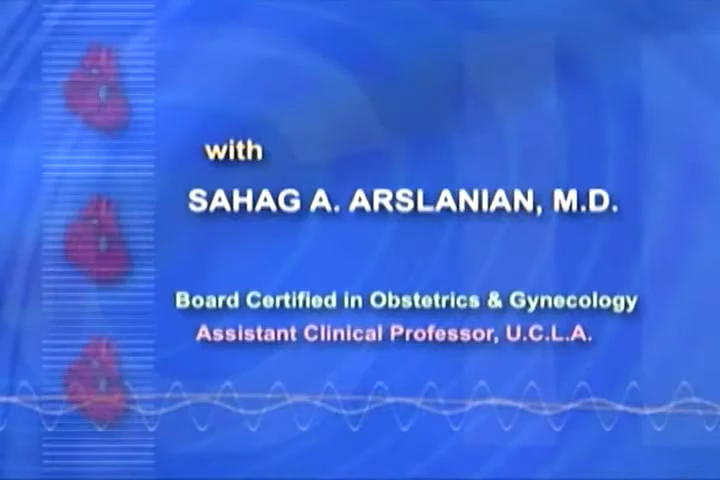 with
SAHAG A. ARSLANIAN, M.D.
Board Certified in Obstetrics & Gynecology
Assistant Clinical Professor, U.C.L.A.